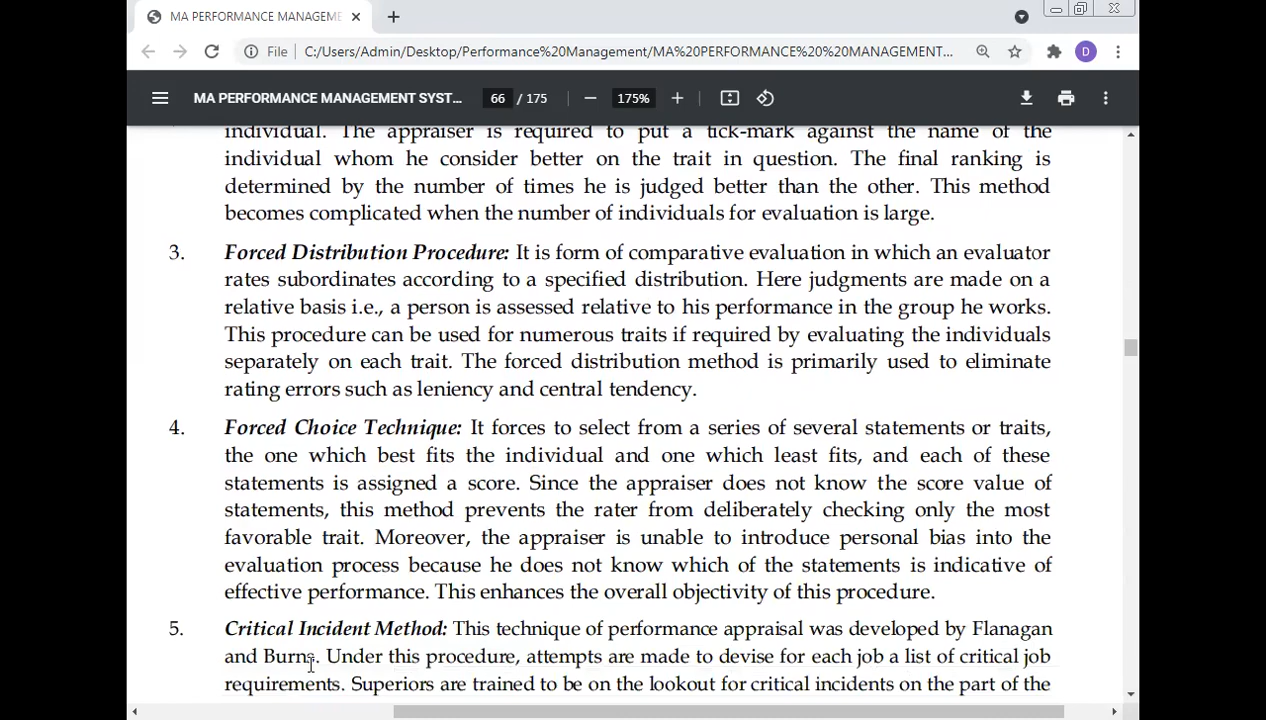 MA PERFORMANCE MANAGEME
File C:/Users/Admin/Desktop/Performance%20Management/MA%20PERFORMANCE%20%20MANAGEMENT... D
MA PERFORMANCE MANAGEMENT SYST... 66 / 175 175%
individual. The appraiser is required to put a tick-mark against the name of the
individual whom he consider better on the trait in question. The final ranking is
determined by the number of times he is judged better than the other. This method
becomes complicated when the number of individuals for evaluation is large.
3. Forced Distribution Procedure: It is form of comparative evaluation in which an evaluator
rates subordinates according to a specified distribution. Here judgments are made on a
relative basis i.e., a person is assessed relative to his performance in the group he works.
This procedure can be used for numerous traits if required by evaluating the individuals
separately on each trait. The forced distribution method is primarily used to eliminate
rating errors such as leniency and central tendency.
4. Forced Choice Technique: It forces to select from a series of several statements or traits,
the one which best fits the individual and one which least fits, and each of these
statements is assigned a score. Since the appraiser does not know the score value of
statements, this method prevents the rater from deliberately checking only the most
favorable trait. Moreover, the appraiser is unable to introduce personal bias into the
evaluation process because he does not know which of the statements is indicative of
effective performance. This enhances the overall objectivity of this procedure.
5. Critical Incident Method: This technique of performance appraisal was developed by Flanagan
and Burns. Under this procedure, attempts are made to devise for each job a list of critical job
requirements. Superiors are trained to be on the lookout for critical incidents on the part of the